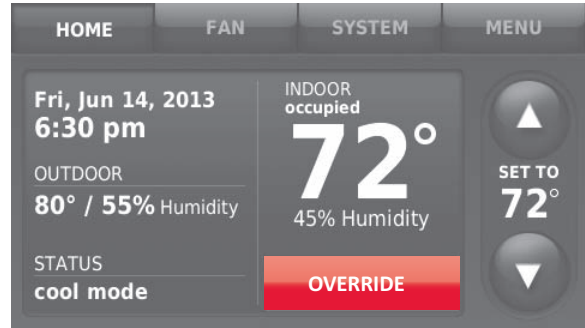 HOME FAN SYSTEM MENU
Fri, Jun 14, 2013
6:30 pm
OUTDOOR
80° / 55% Humidity
STATUS
cool mode
INDOOR
occupied
72°
45% Humidity
OVERRIDE
SET TO
72°